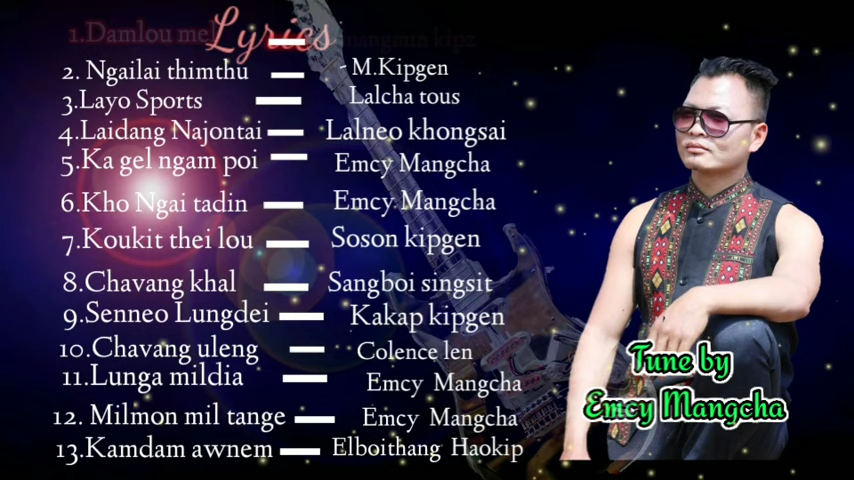 Lyrics
1.Damlou mel
2. Ngailai thimthu - M.Kipgen
3.Layo Sports Lalcha tous
4.Laidang Najontai Lalneo khongsai
5.Ka gel ngam poi Emcy Mangcha
6.Kho Ngai tadin Emcy Mangcha
7.Koukit thei lou Soson kipgen
8.Chavang khal Sangboi singsit
9.Senneo Lungdei Kakap kipgen
10.Chavang uleng Colence len
11.Lunga mildia Emcy Mangcha
12. Milmon mil tange Emcy Mangcha
13.Kamdam awnem Elboithang Haokip
Tune by
Emcy Mangcha